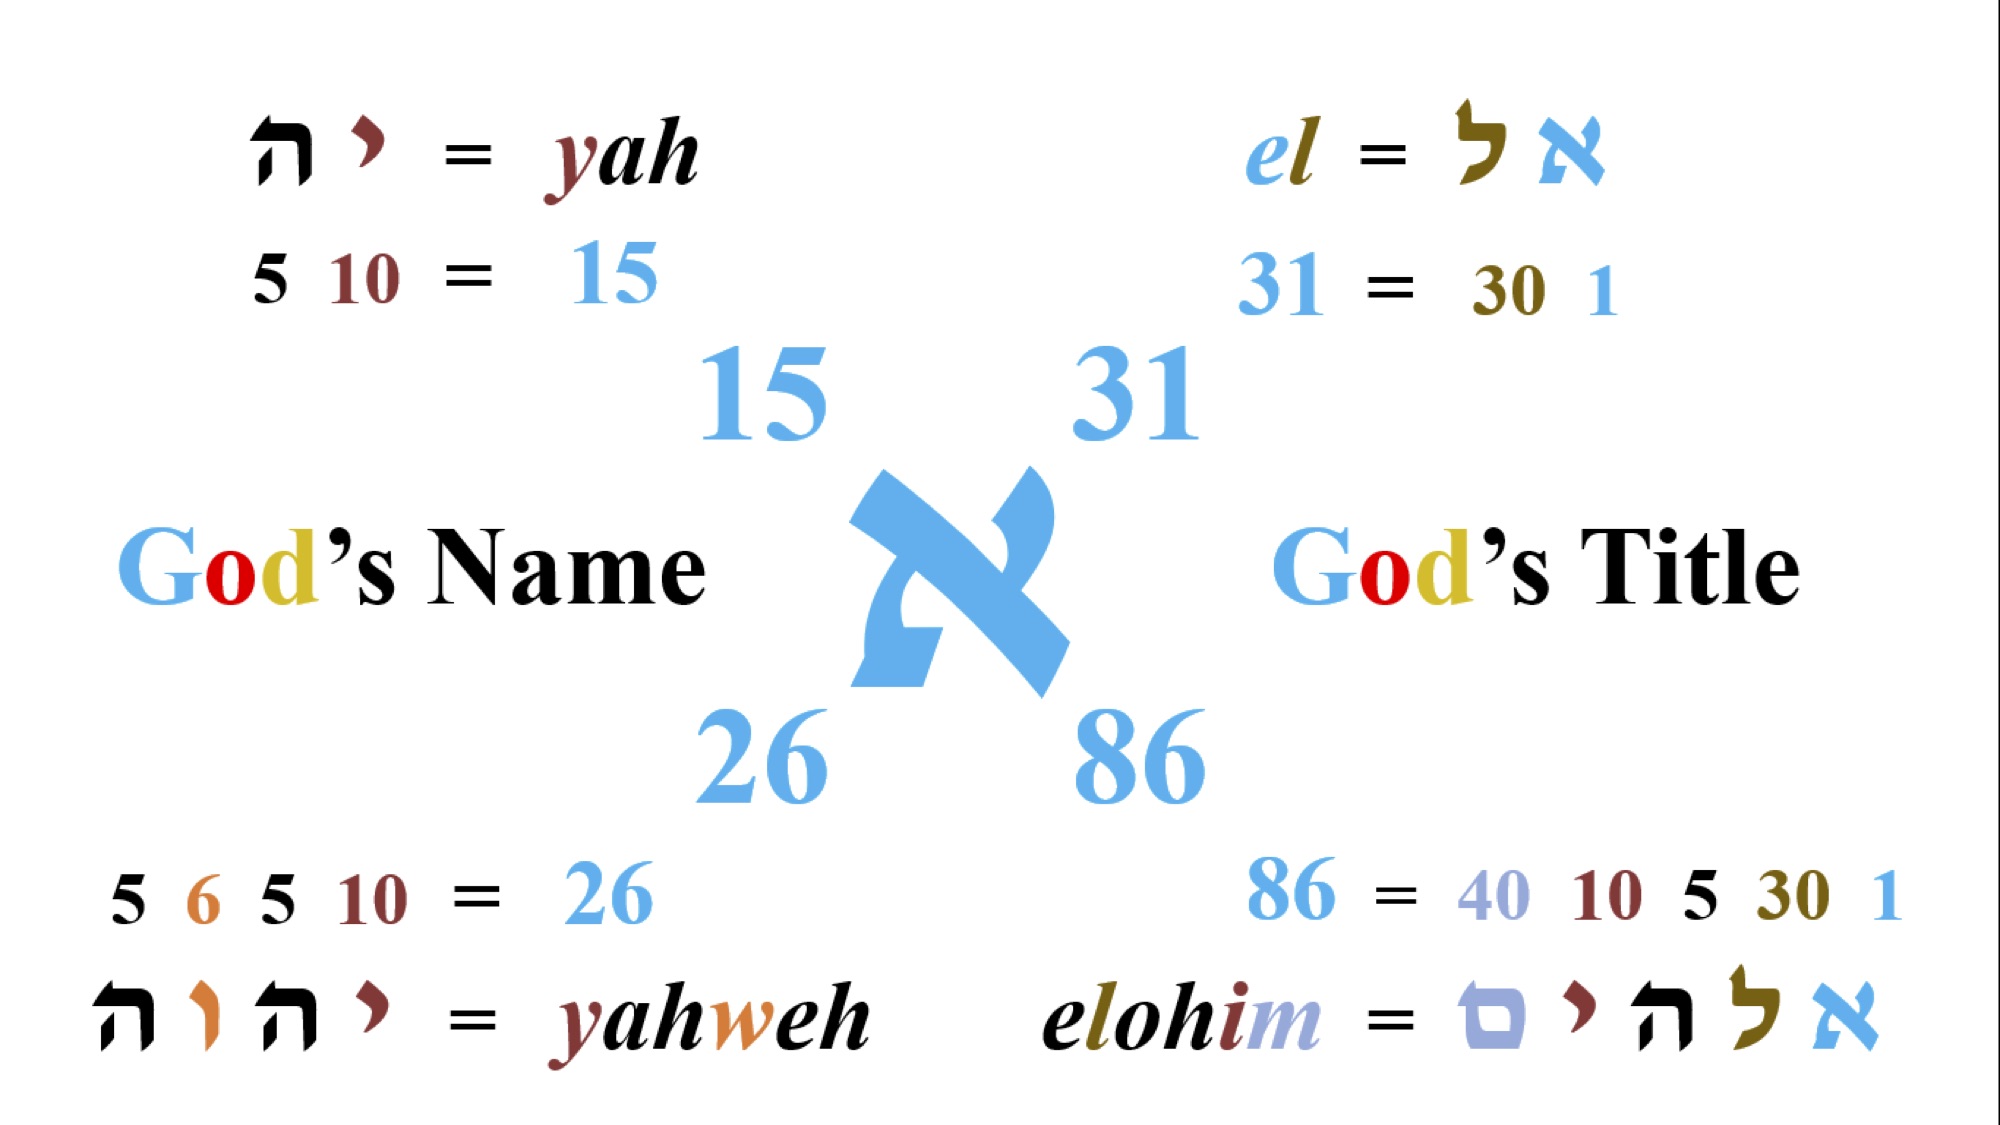 י ה = yah
el = א ל
5 10 = 15
31 = 30 1
15 31
God's Name א God's Title
26 86
5 6 5 10 = 26
86 = 40 10 5 30 1
י ה ו ה = yahweh
elohim = א ל ה י ם